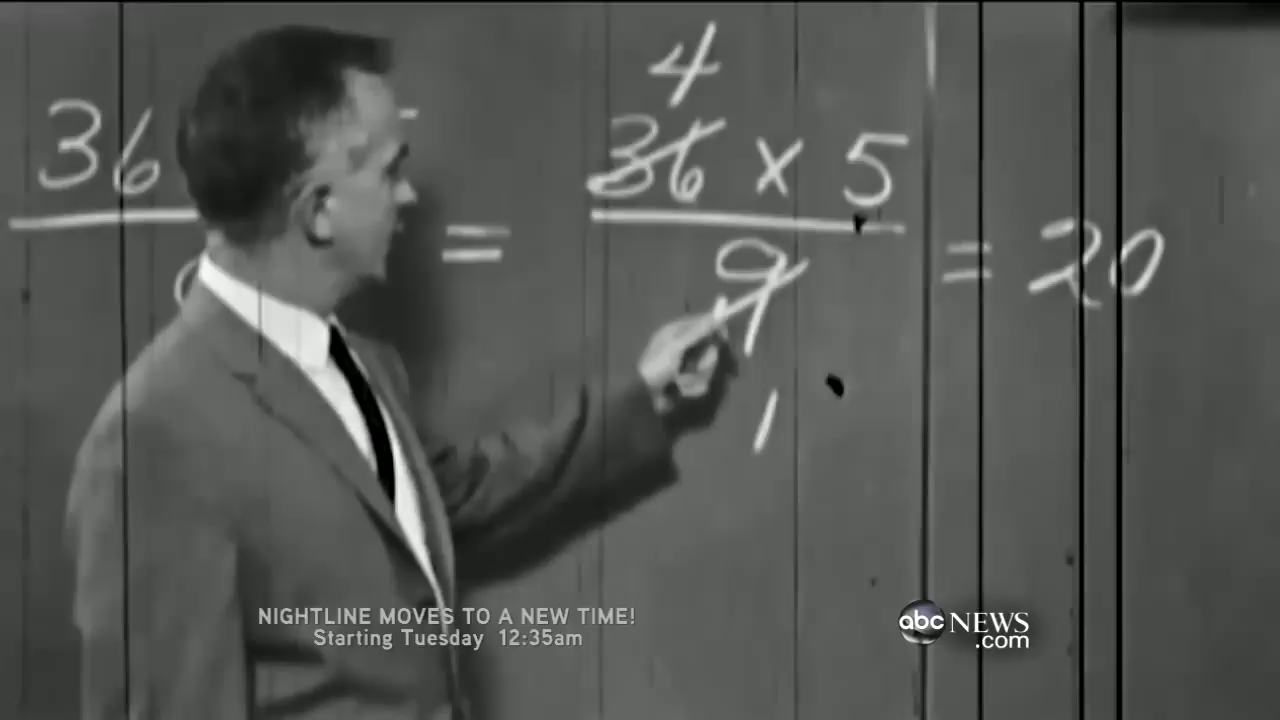 4
36
36 x 5
=
9
= 20
1
NIGHTLINE MOVES TO A NEW TIME!
Starting Tuesday 12:35am
abc NEWS
.com